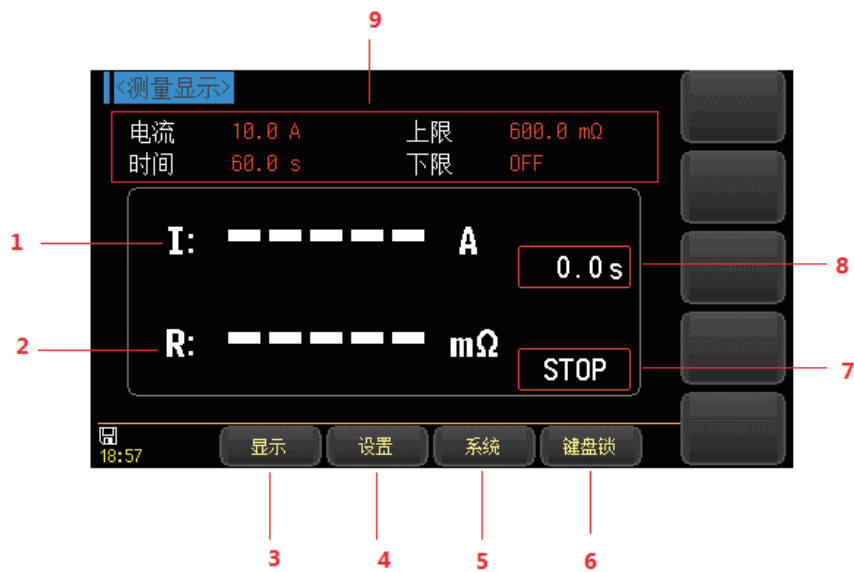 9
<测量显示>
电流 10.0 A 上限 600.0 mΩ
时间 60.0 s 下限 OFF
1 I: ----- A
0.0s 8
2 R: ----- mΩ
STOP 7
18:57 显示 设置 系统 键盘锁
3 4 5 6